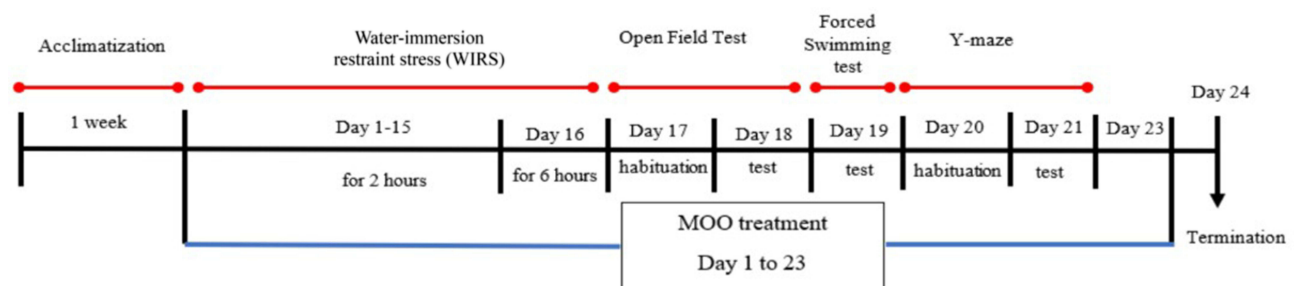 Acclimatization
Water-immersion
restraint stress (WIRS)
Open Field Test
Forced
Swimming
test
Y-maze
Day 24
1 week
Day 1-15
Day 16
Day 17
Day 18
Day 19
Day 20
Day 21
Day 23
for 2 hours
for 6 hours
habituation
test
test
habituation
test
MOO treatment
Day 1 to 23
Termination